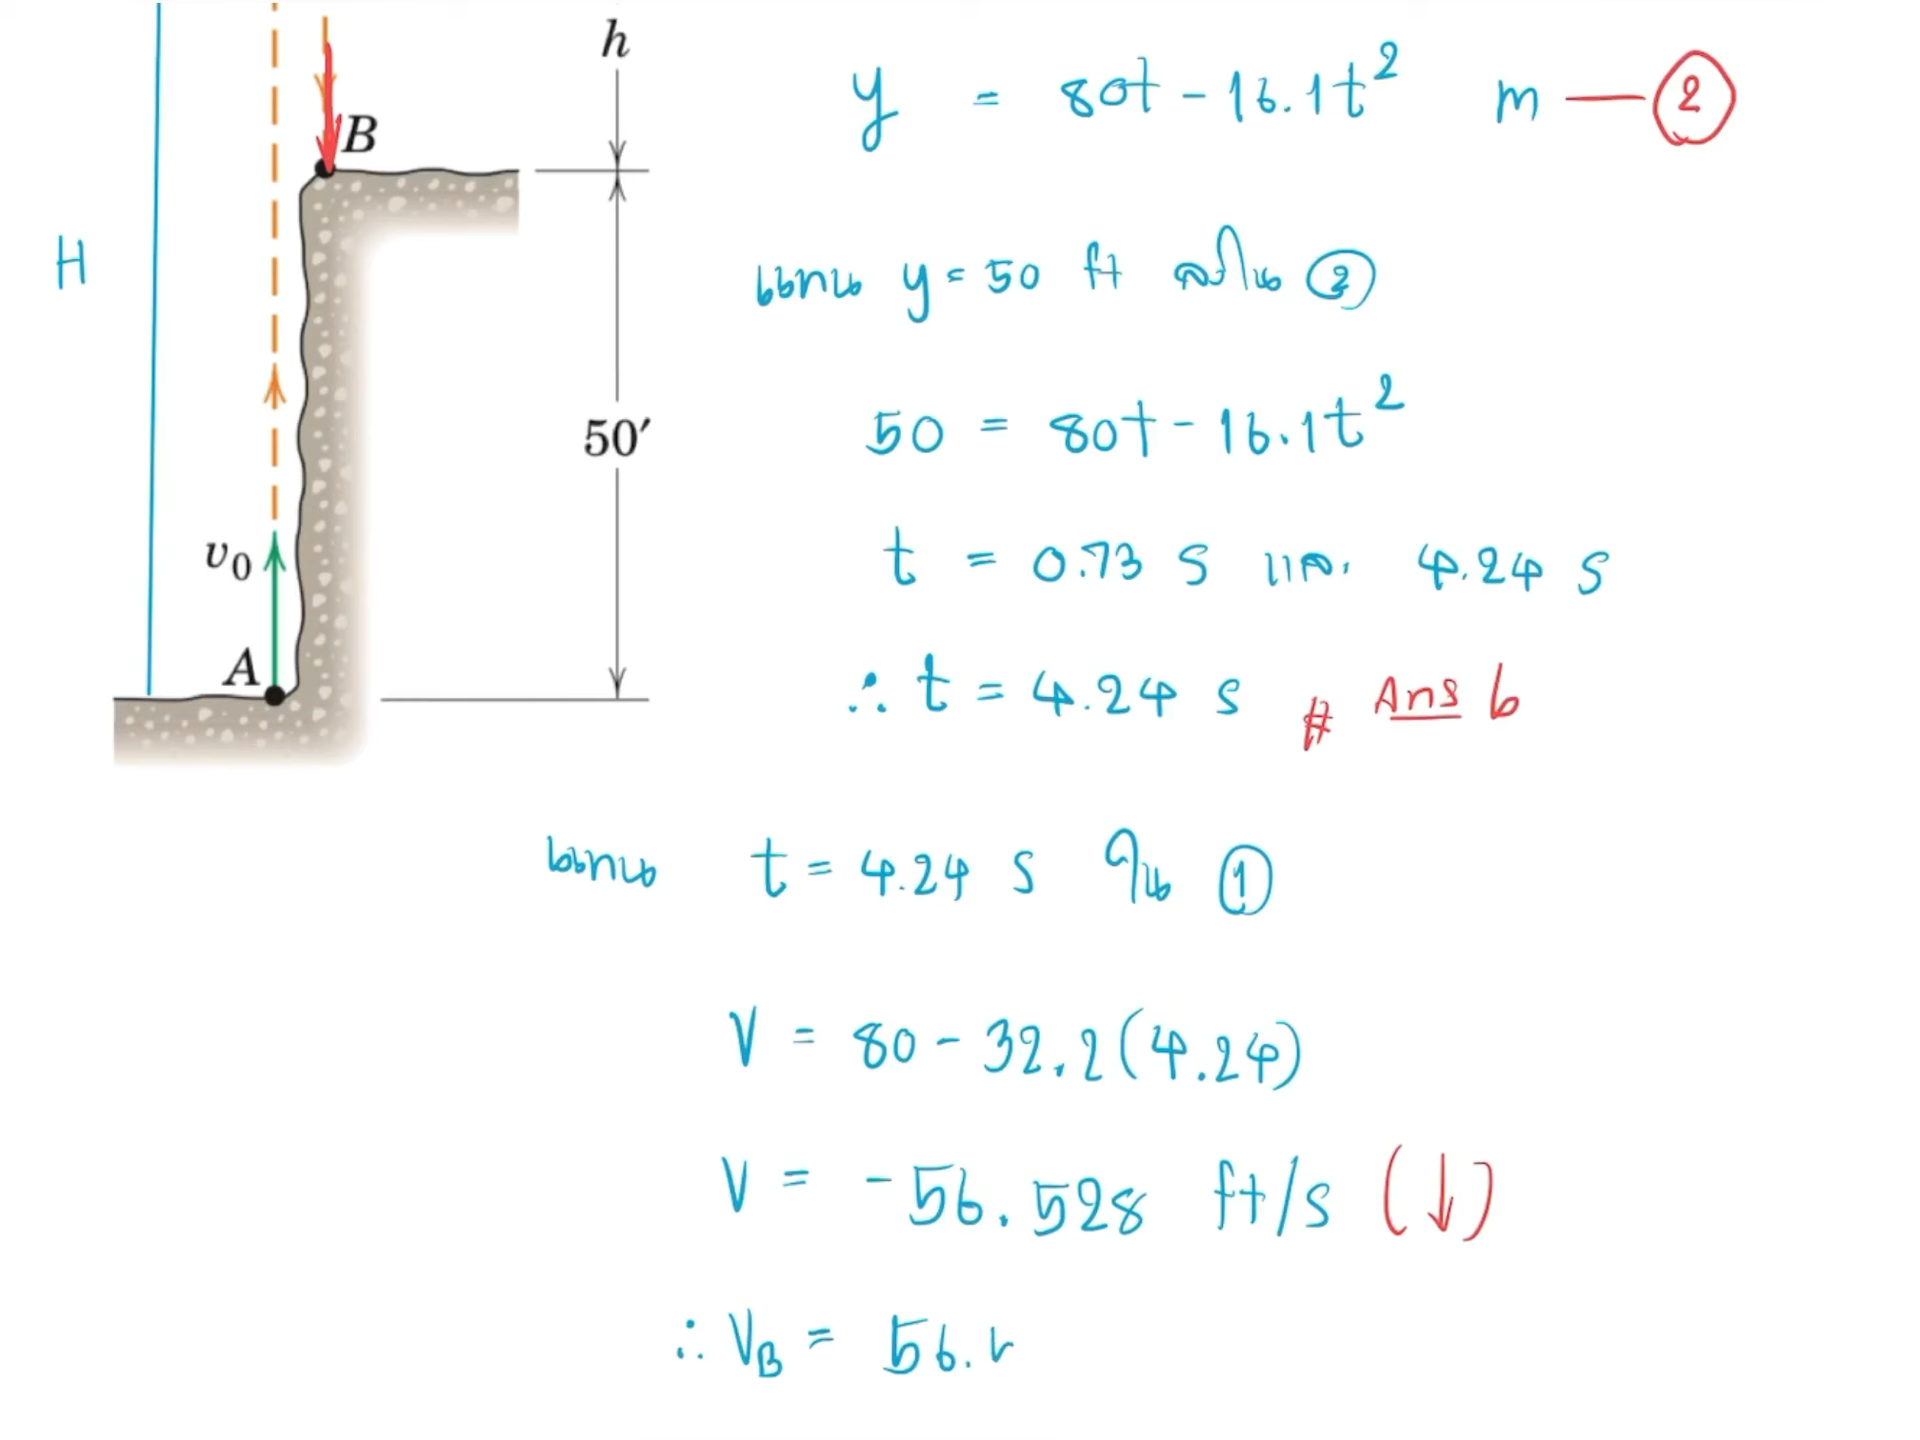 h
y = 80t - 16.1t² m — ②
B
H
แทน y = 50 ft ลงใน ②
50 = 80t - 16.1t²
50′
v₀
t = 0.73 s และ 4.24 s
A
∴ t = 4.24 s # Ans b
แทน t = 4.24 s ใน ①
V = 80 - 32.2(4.24)
V = - 56.528 ft/s (↓)
∴ V_B = 56.